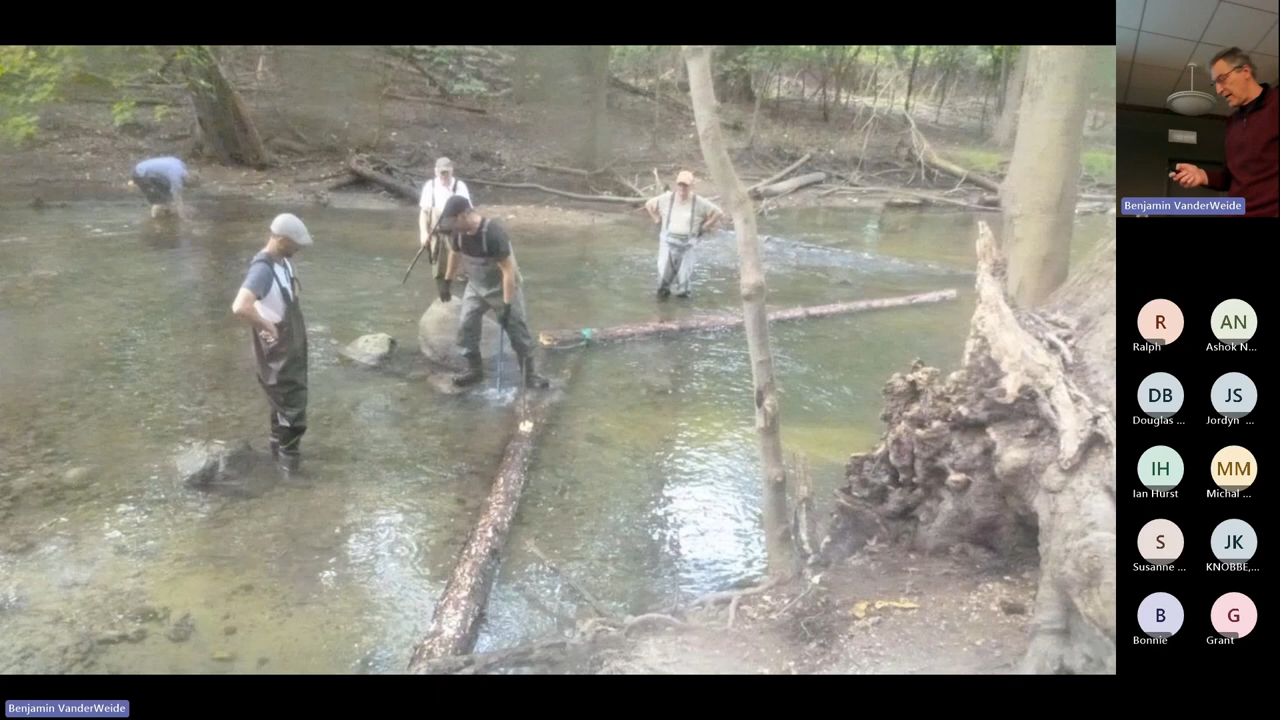 Benjamin VanderWeide
R
AN
Ralph
Ashok N...
DB
JS
Douglas ...
Jordyn ...
IH
MM
Ian Hurst
Michal ...
S
JK
Susanne ...
KNOBBE,...
B
G
Bonnie
Grant
Benjamin VanderWeide